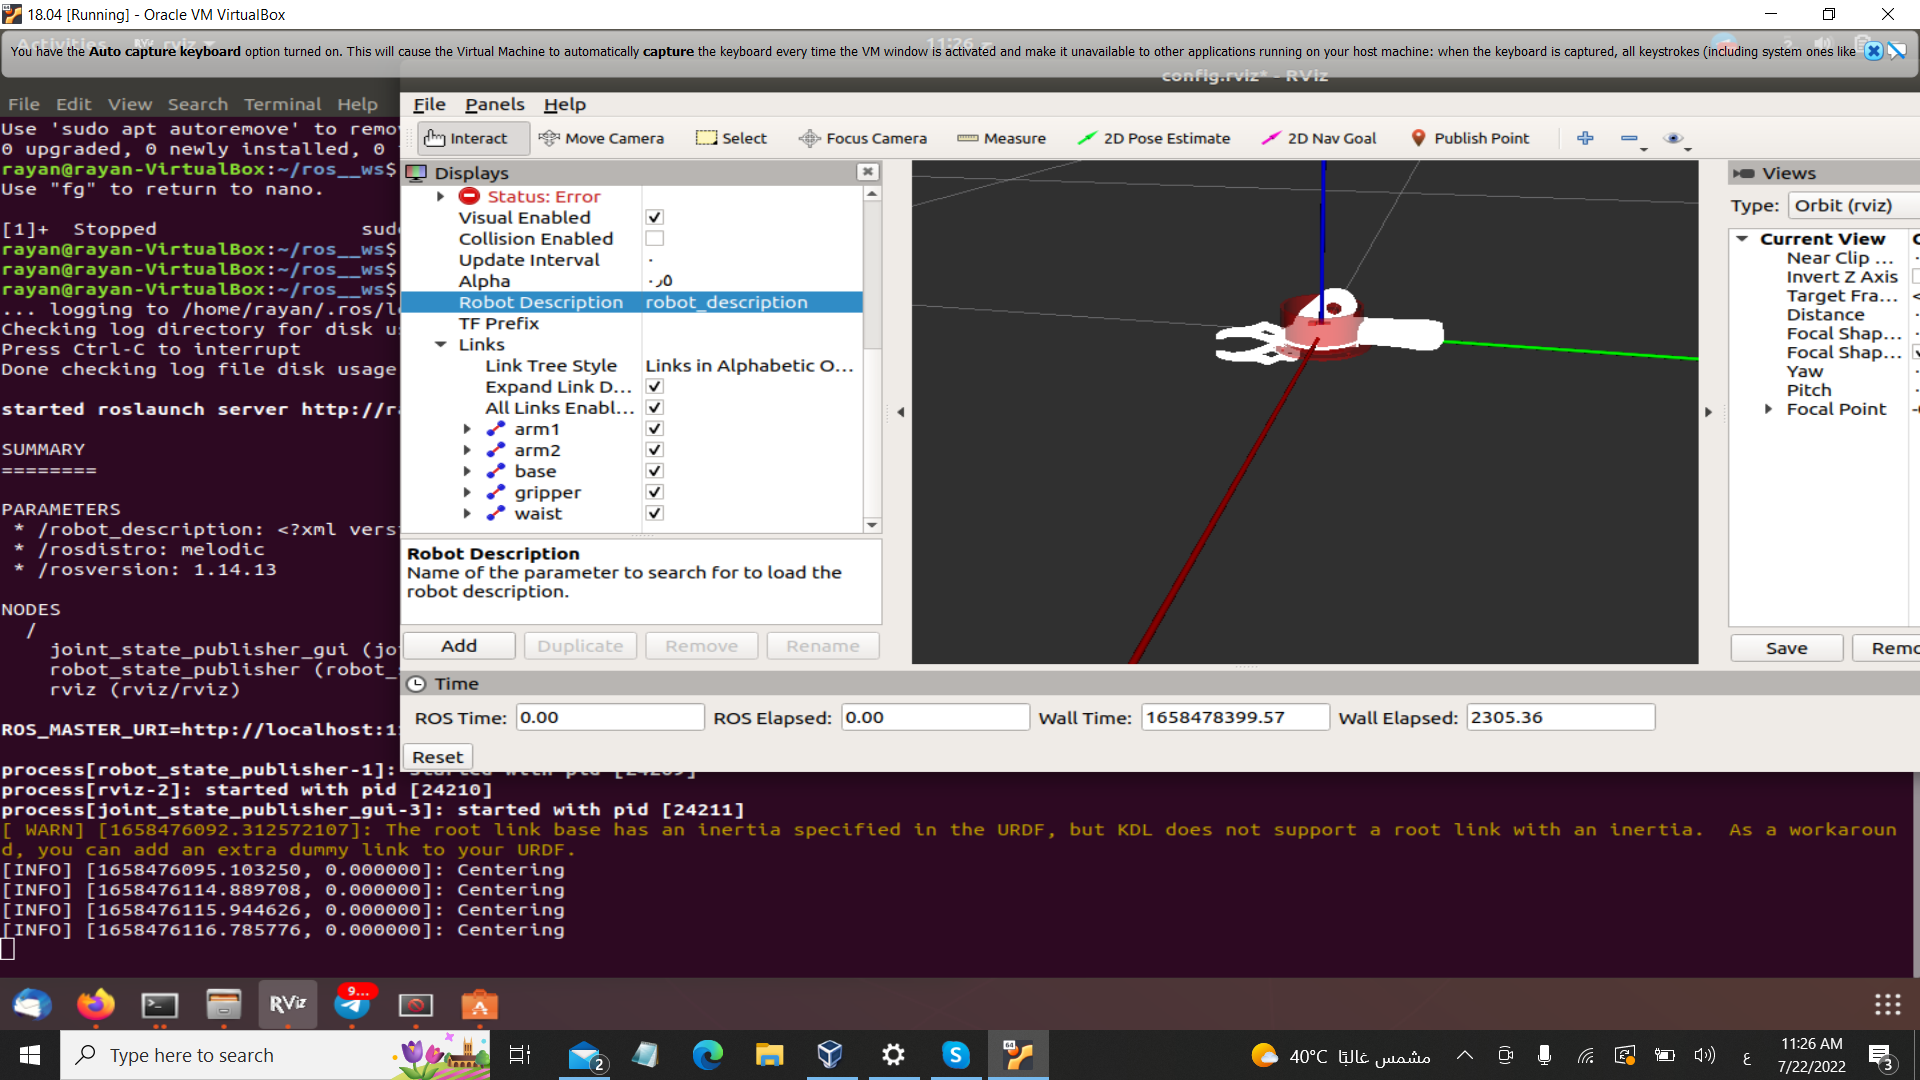 18.04 [Running] - Oracle VM VirtualBox
You have the Auto capture keyboard option turned on. This will cause the Virtual Machine to automatically capture the keyboard every time the VM window is activated and make it unavailable to other applications running on your host machine: when the keyboard is captured, all keystrokes (including system ones like
config.rviz* - RViz
File Edit View Search Terminal Help
Use 'sudo apt autoremove' to remo
0 upgraded, 0 newly installed, 0
rayan@rayan-VirtualBox:~/ros__ws$
Use "fg" to return to nano.
[1]+ Stopped sud
rayan@rayan-VirtualBox:~/ros__ws$
rayan@rayan-VirtualBox:~/ros__ws$
rayan@rayan-VirtualBox:~/ros__ws$
... logging to /home/rayan/.ros/l
Checking log directory for disk u
Press Ctrl-C to interrupt
Done checking log file disk usage
started roslaunch server http://r
SUMMARY
========
PARAMETERS
* /robot_description: <?xml vers
* /rosdistro: melodic
* /rosversion: 1.14.13
NODES
/
joint_state_publisher_gui (jo
robot_state_publisher (robot_
rviz (rviz/rviz)
ROS_MASTER_URI=http://localhost:1
process[robot_state_publisher-1]: started with pid [24209]
process[rviz-2]: started with pid [24210]
process[joint_state_publisher_gui-3]: started with pid [24211]
[ WARN] [1658476092.312572107]: The root link base has an inertia specified in the URDF, but KDL does not support a root link with an inertia.  As a workaroun
d, you can add an extra dummy link to your URDF.
[INFO] [1658476095.103250, 0.000000]: Centering
[INFO] [1658476114.889708, 0.000000]: Centering
[INFO] [1658476115.944626, 0.000000]: Centering
[INFO] [1658476116.785776, 0.000000]: Centering
File Panels Help
Interact Move Camera Select Focus Camera Measure 2D Pose Estimate 2D Nav Goal Publish Point
Displays
Status: Error
Visual Enabled
Collision Enabled
Update Interval ٠
Alpha ٠٫٥
Robot Description robot_description
TF Prefix
Links
Link Tree Style Links in Alphabetic O...
Expand Link D...
All Links Enabl...
arm1
arm2
base
gripper
waist
Robot Description
Name of the parameter to search for to load the
robot description.
Add Duplicate Remove Rename
Views
Type: Orbit (rviz)
Current View
Near Clip ...
Invert Z Axis
Target Fra...
Distance
Focal Shap...
Focal Shap...
Yaw
Pitch
Focal Point
Save Remo
Time
ROS Time: 0.00 ROS Elapsed: 0.00 Wall Time: 1658478399.57 Wall Elapsed: 2305.36
Reset
RViz 9...
Type here to search
2
64
40°C مشمس غالبًا
ع
11:26 AM
7/22/2022
3